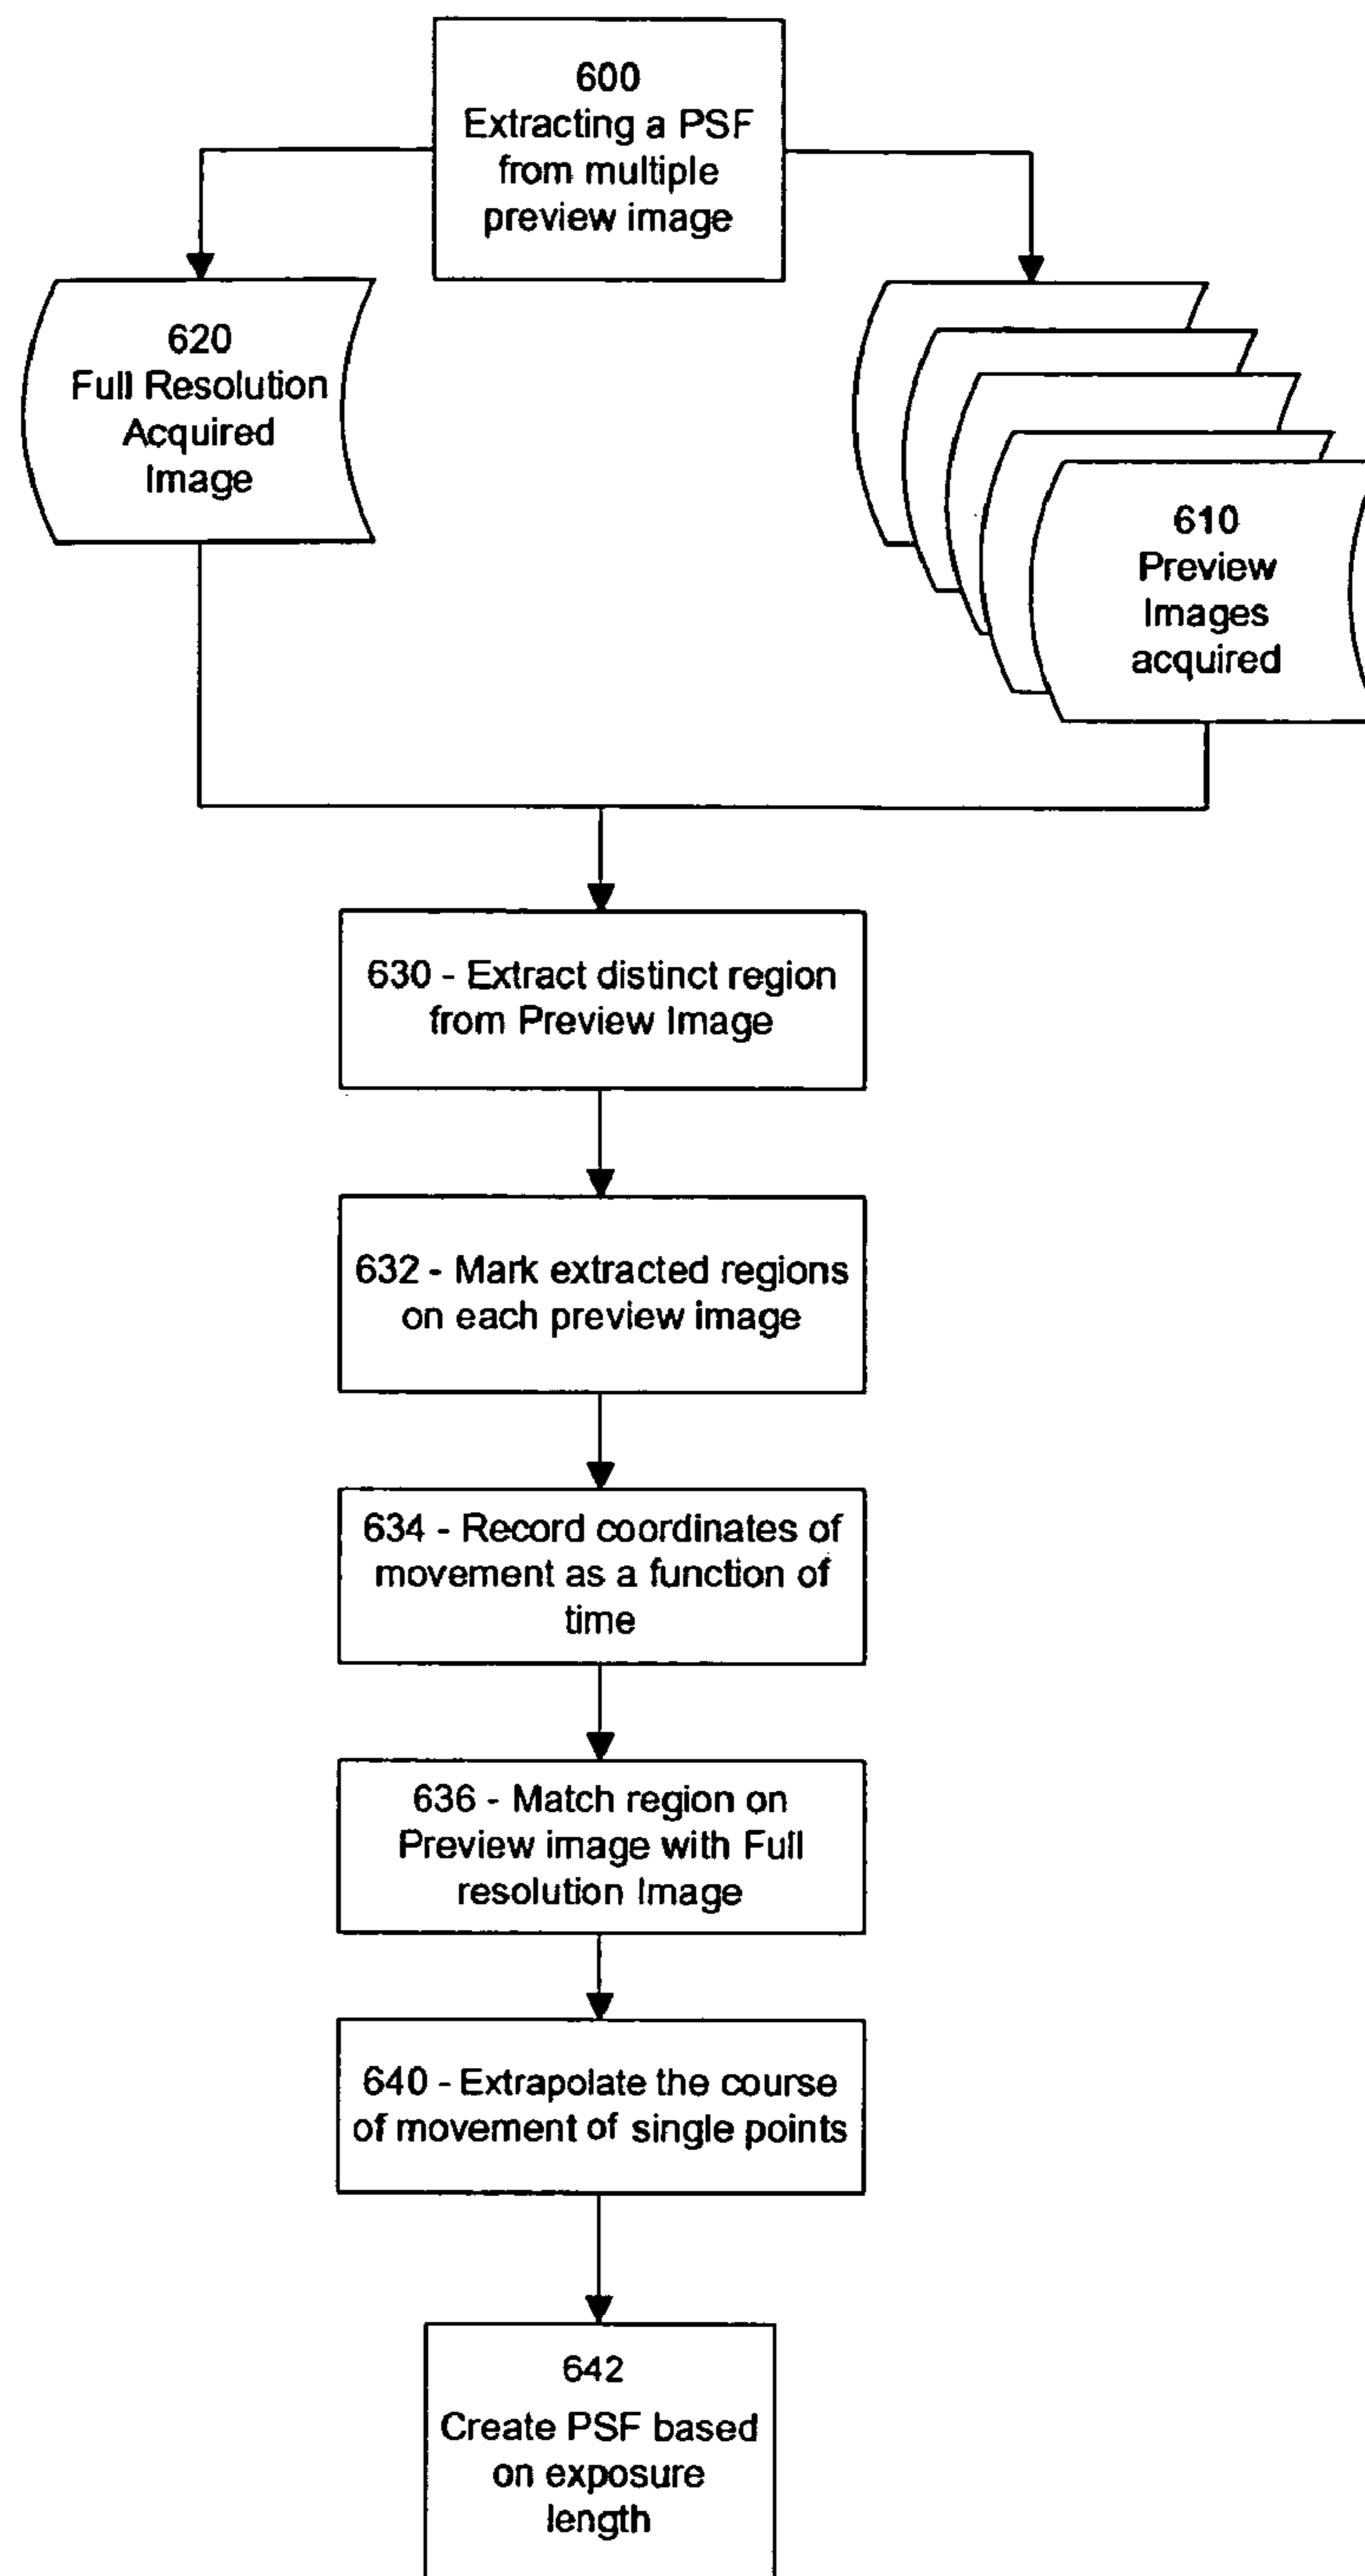 600
Extracting a PSF
from multiple
preview image
620
Full Resolution
Acquired
Image
610
Preview
Images
acquired
630 - Extract distinct region
from Preview Image
632 - Mark extracted regions
on each preview image
634 - Record coordinates of
movement as a function of
time
636 - Match region on
Preview image with Full
resolution Image
640 - Extrapolate the course
of movement of single points
642
Create PSF based
on exposure
length